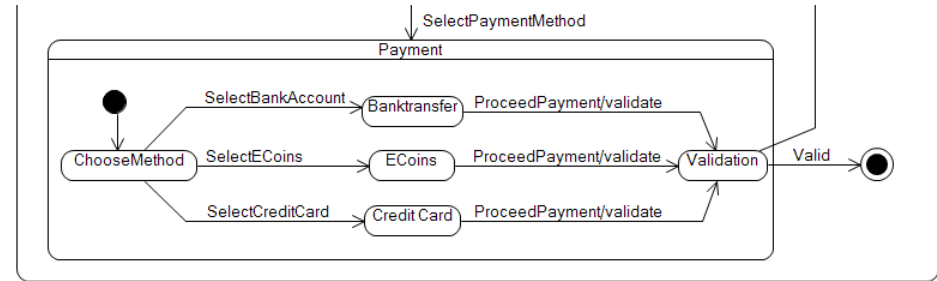 SelectPaymentMethod
Payment
SelectBankAccount
Banktransfer
ProceedPayment/validate
ChooseMethod
SelectECoins
ECoins
ProceedPayment/validate
Validation
Valid
SelectCreditCard
Credit Card
ProceedPayment/validate